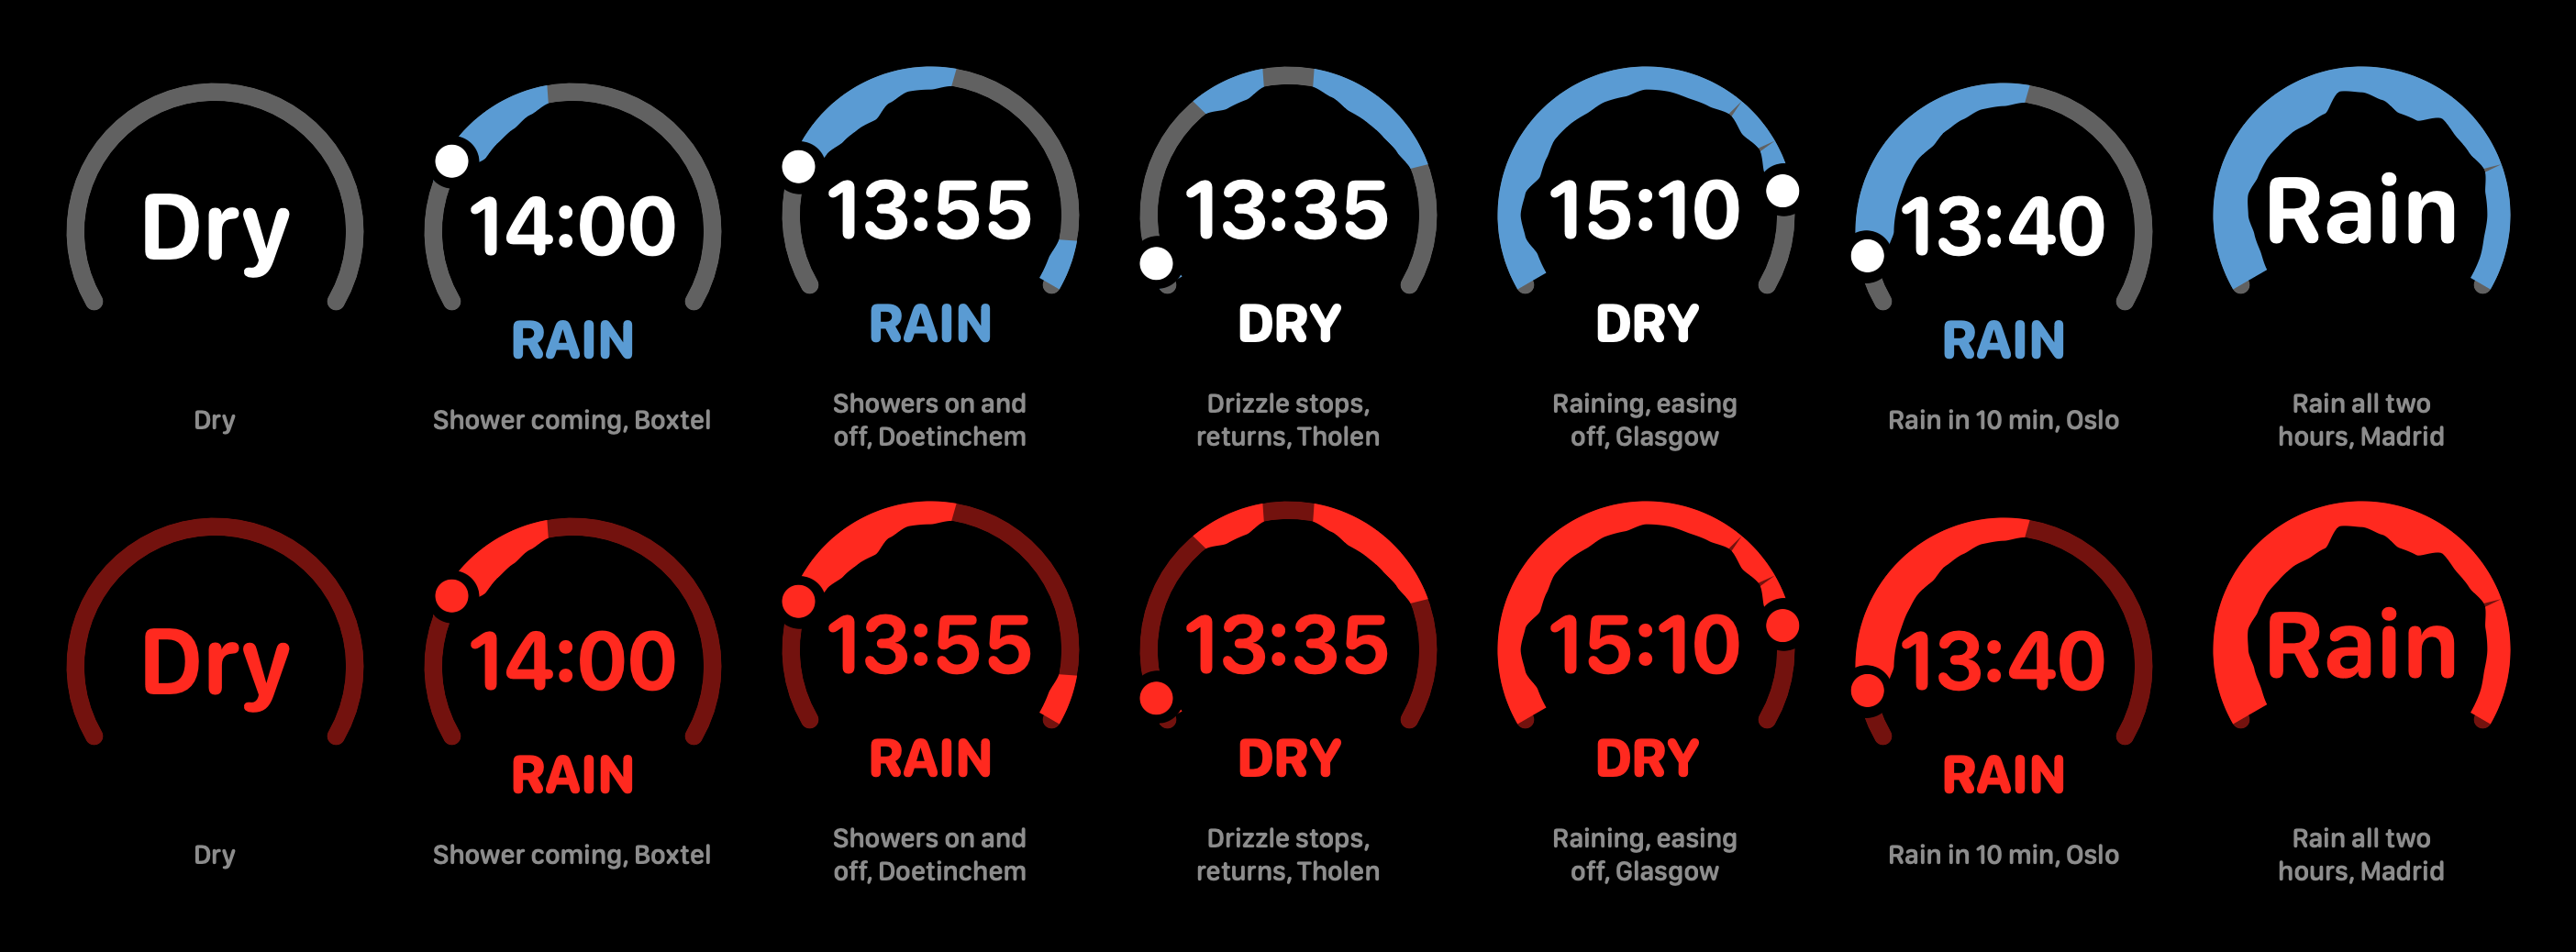 Dry
14:00
13:55
13:35
15:10
13:40
Rain
RAIN
RAIN
DRY
DRY
RAIN
Dry
Shower coming, Boxtel
Showers on and
off, Doetinchem
Drizzle stops,
returns, Tholen
Raining, easing
off, Glasgow
Rain in 10 min, Oslo
Rain all two
hours, Madrid
Dry
14:00
13:55
13:35
15:10
13:40
Rain
RAIN
RAIN
DRY
DRY
RAIN
Dry
Shower coming, Boxtel
Showers on and
off, Doetinchem
Drizzle stops,
returns, Tholen
Raining, easing
off, Glasgow
Rain in 10 min, Oslo
Rain all two
hours, Madrid